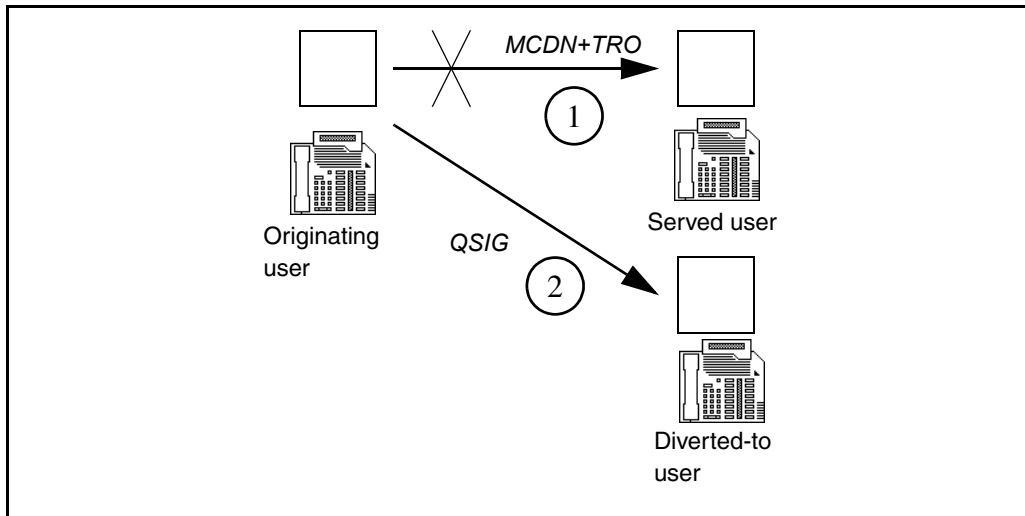 MCDN+TRO
1
Originating
user
Served user
QSIG
2
Diverted-to
user